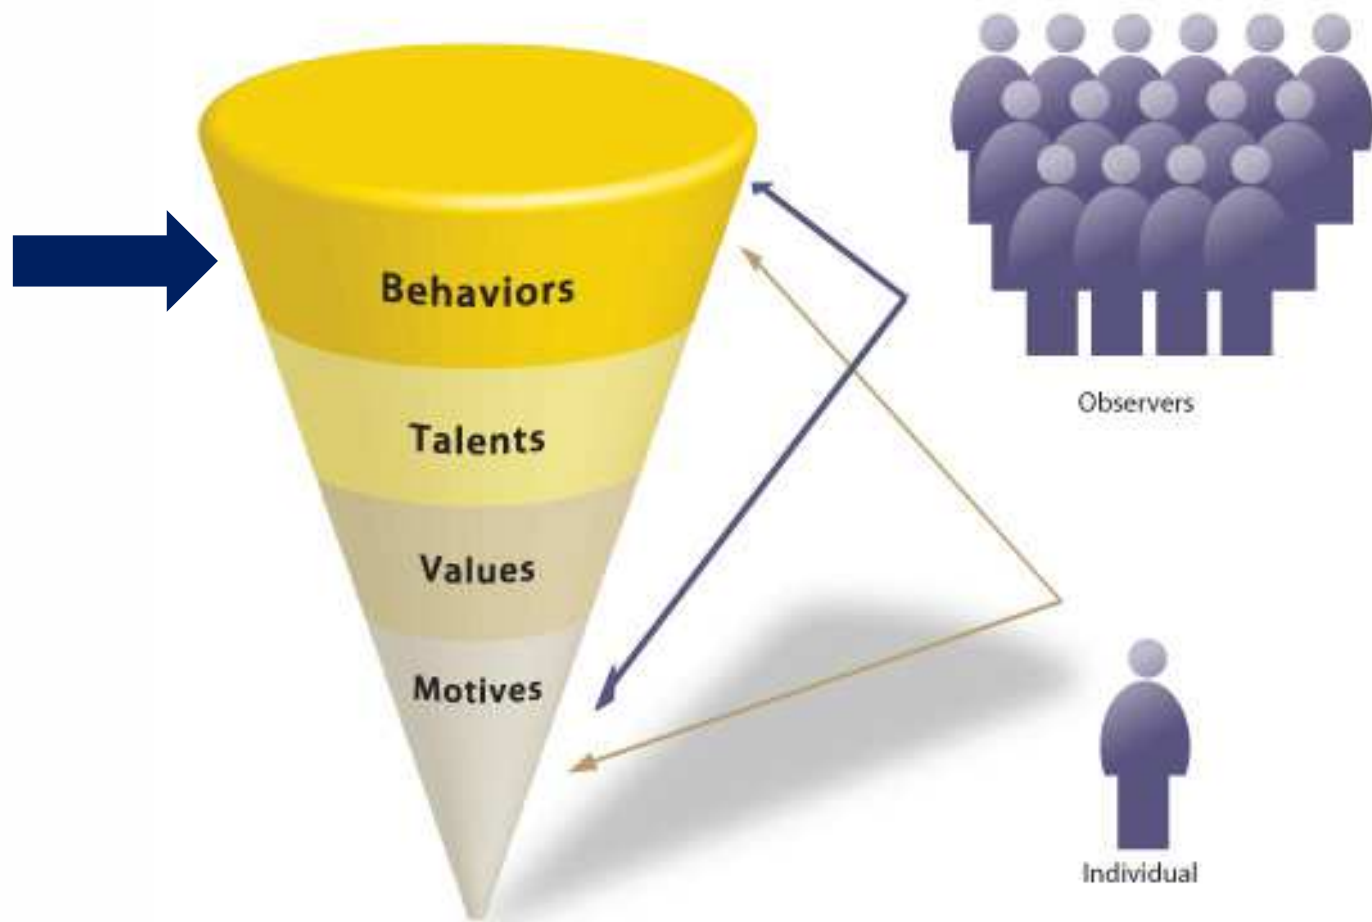 Behaviors
Talents
Values
Motives
Observers
Individual